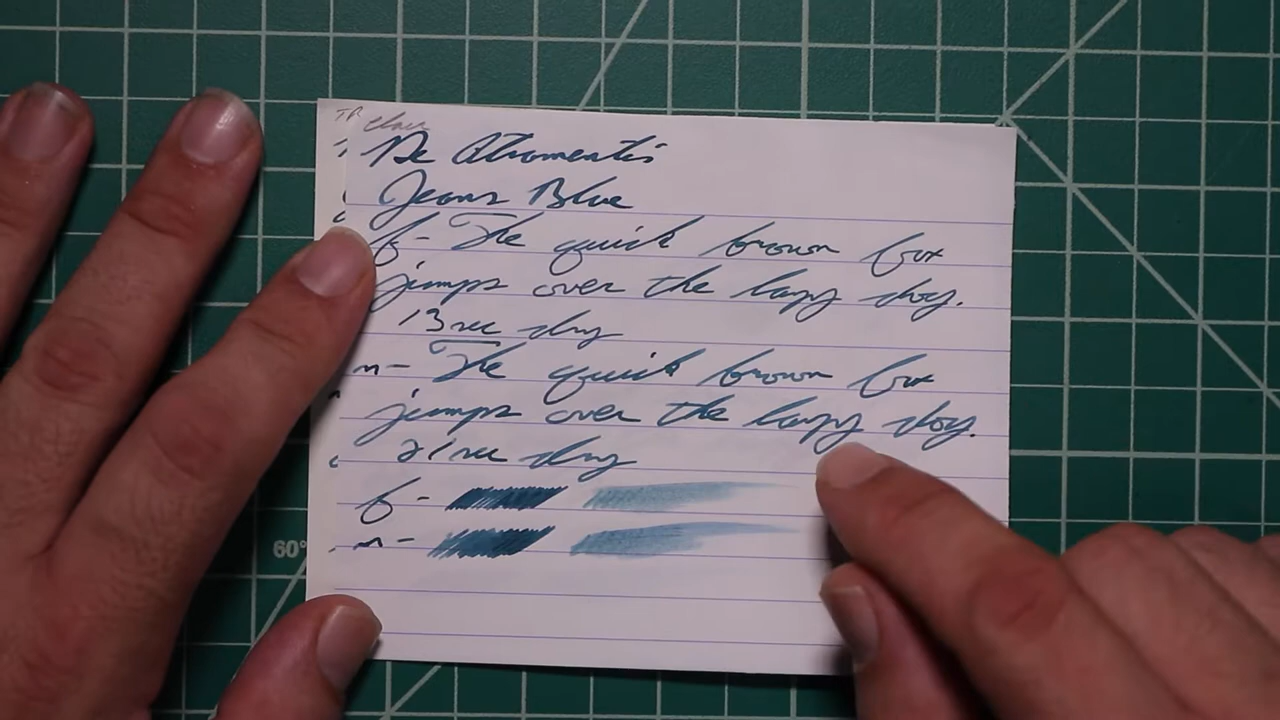 De Atramentis
Jeans Blue
f- The quick brown fox
jumps over the lazy dog.
13 sec dry
m- The quick brown fox
jumps over the lazy dog.
21 sec dry
f-
m-
60°